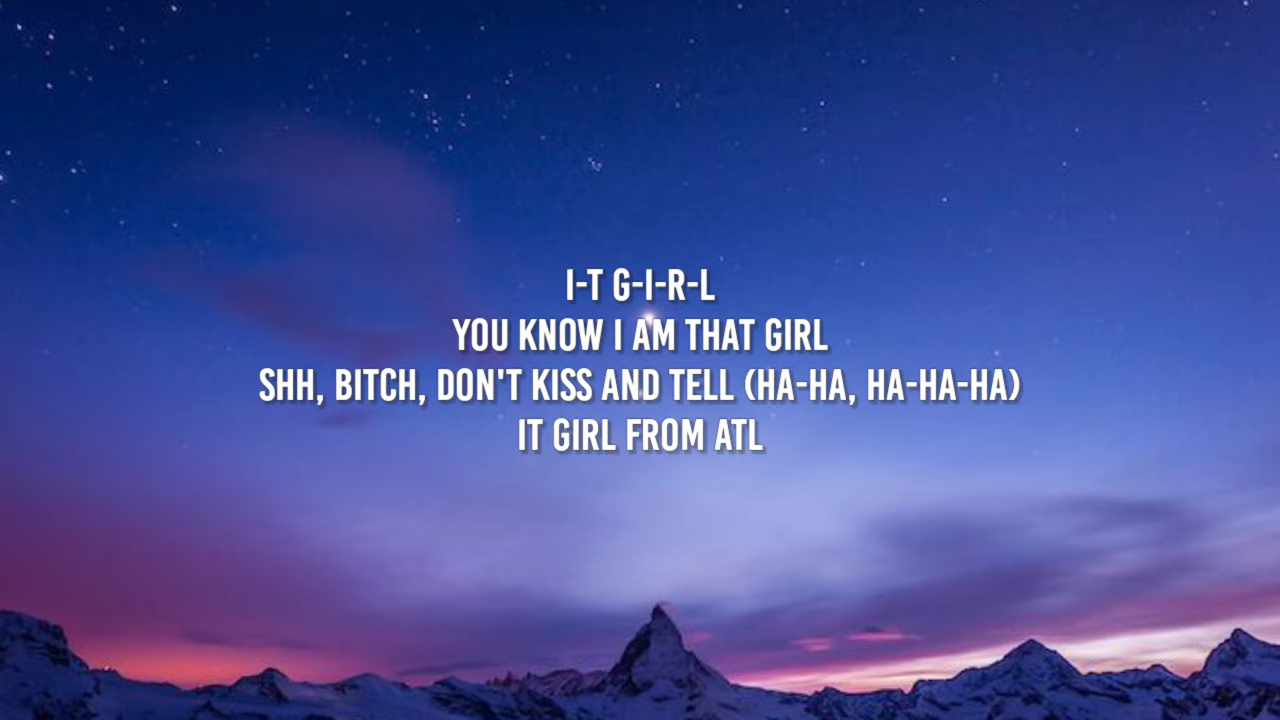 I-T G-I-R-L
YOU KNOW I AM THAT GIRL
SHH, BITCH, DON'T KISS AND TELL (HA-HA, HA-HA-HA)
IT GIRL FROM ATL